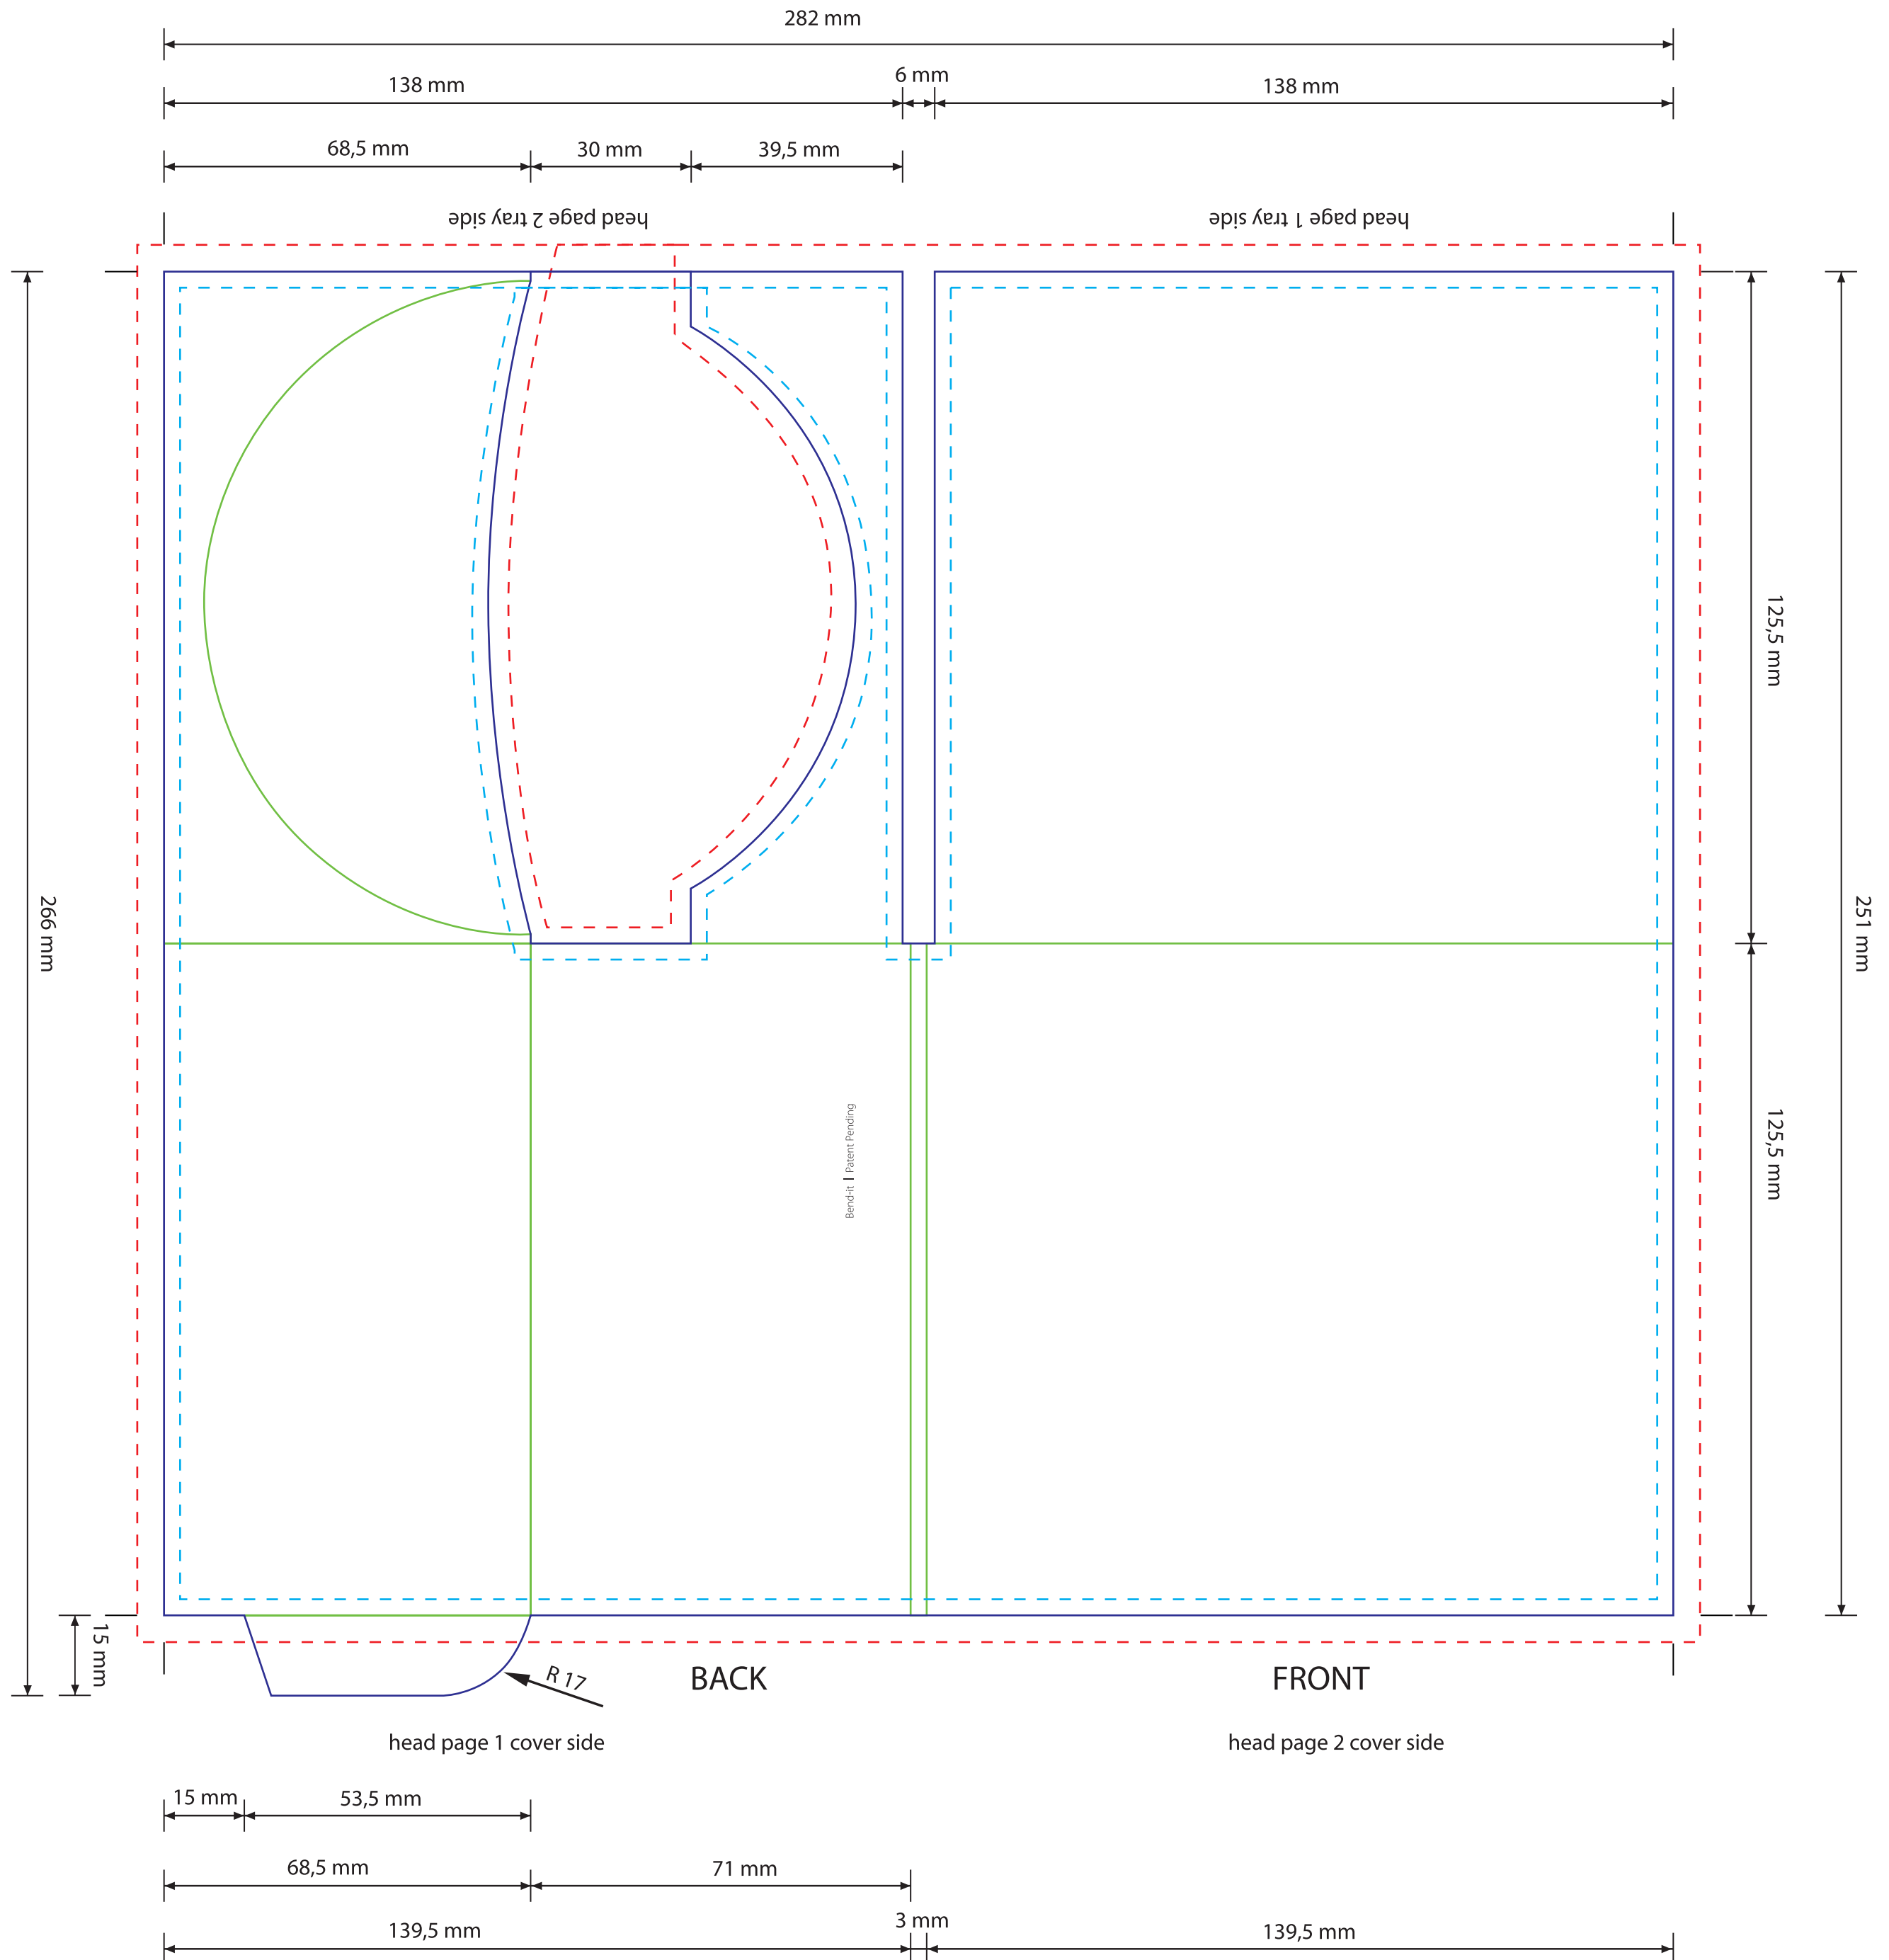 282 mm
138 mm
6 mm
138 mm
68,5 mm
30 mm
39,5 mm
head page 2 tray side
head page 1 tray side
125,5 mm
266 mm
251 mm
Bend-it | Patent Pending
125,5 mm
15 mm
R 17
BACK
FRONT
head page 1 cover side
head page 2 cover side
15 mm
53,5 mm
68,5 mm
71 mm
139,5 mm
3 mm
139,5 mm